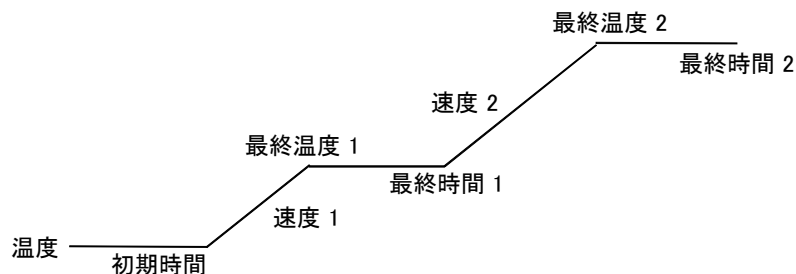 最終温度 2
最終時間 2
速度 2
最終温度 1
最終時間 1
速度 1
温度
初期時間